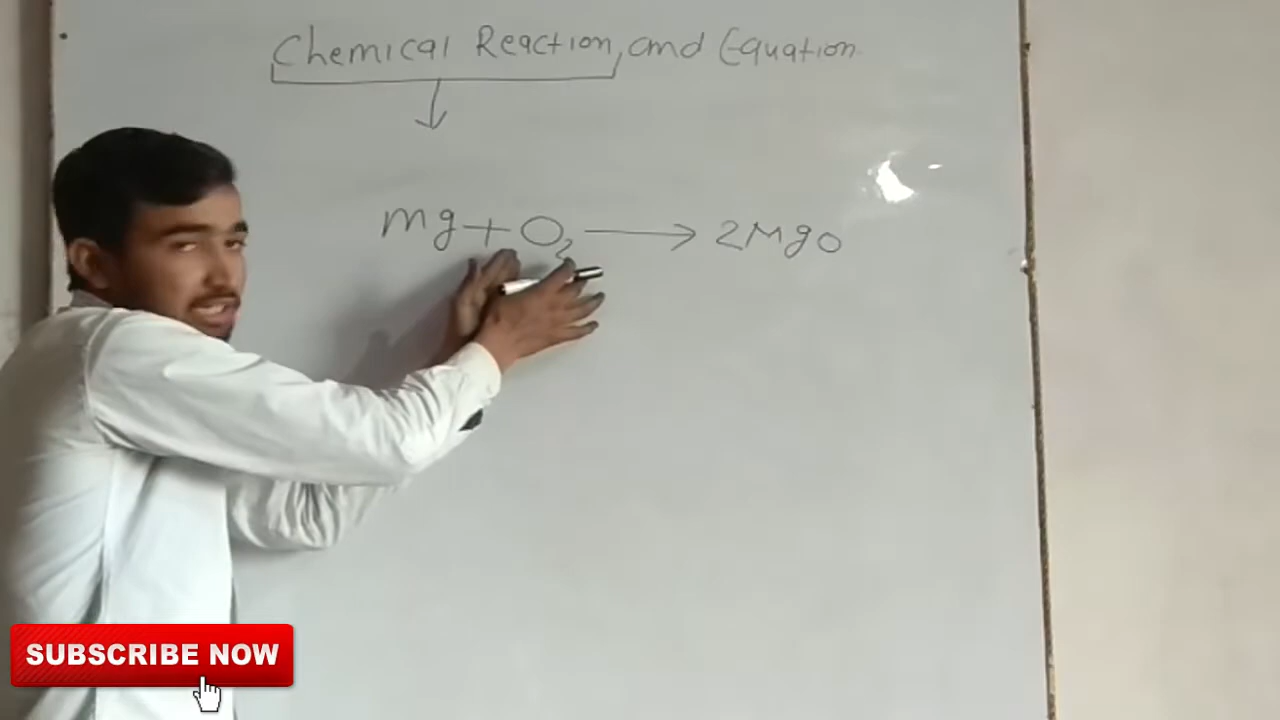 Chemical Reaction, and Equation
mg + O₂ → 2MgO
SUBSCRIBE NOW